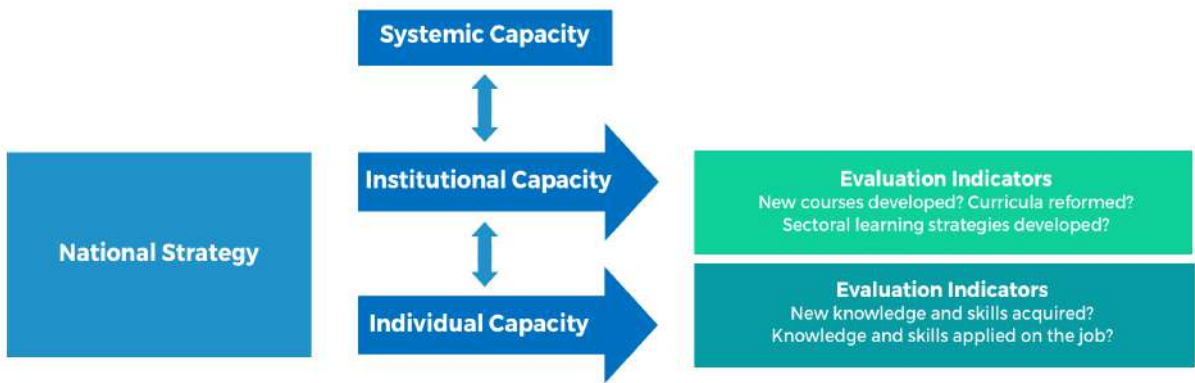 Systemic Capacity
National Strategy
Institutional Capacity
Evaluation Indicators
New courses developed? Curricula reformed?
Sectoral learning strategies developed?
Individual Capacity
Evaluation Indicators
New knowledge and skills acquired?
Knowledge and skills applied on the job?